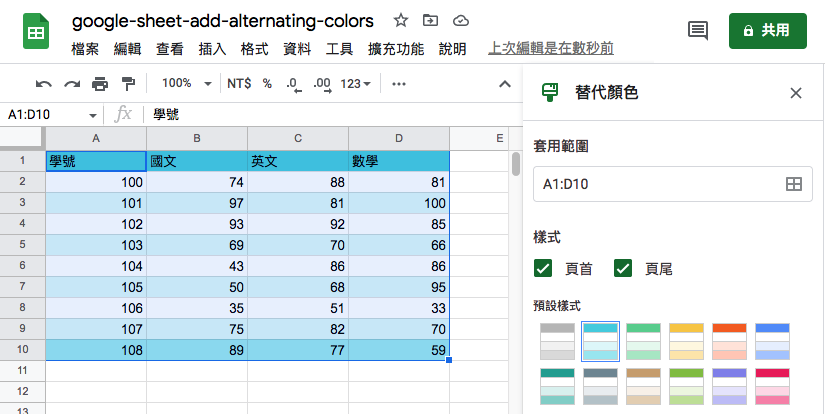 google-sheet-add-alternating-colors
檔案 編輯 查看 插入 格式 資料 工具 擴充功能 說明 上次編輯是在數秒前
共用
100% NT$ % .0 .00 123
A1:D10 fx 學號
A B C D E
1 學號 國文 英文 數學
2 100 74 88 81
3 101 97 81 100
4 102 93 92 85
5 103 69 70 66
6 104 43 86 86
7 105 50 68 95
8 106 35 51 33
9 107 75 82 70
10 108 89 77 59
11
12
13
替代顏色
套用範圍
A1:D10
樣式
頁首 頁尾
預設樣式